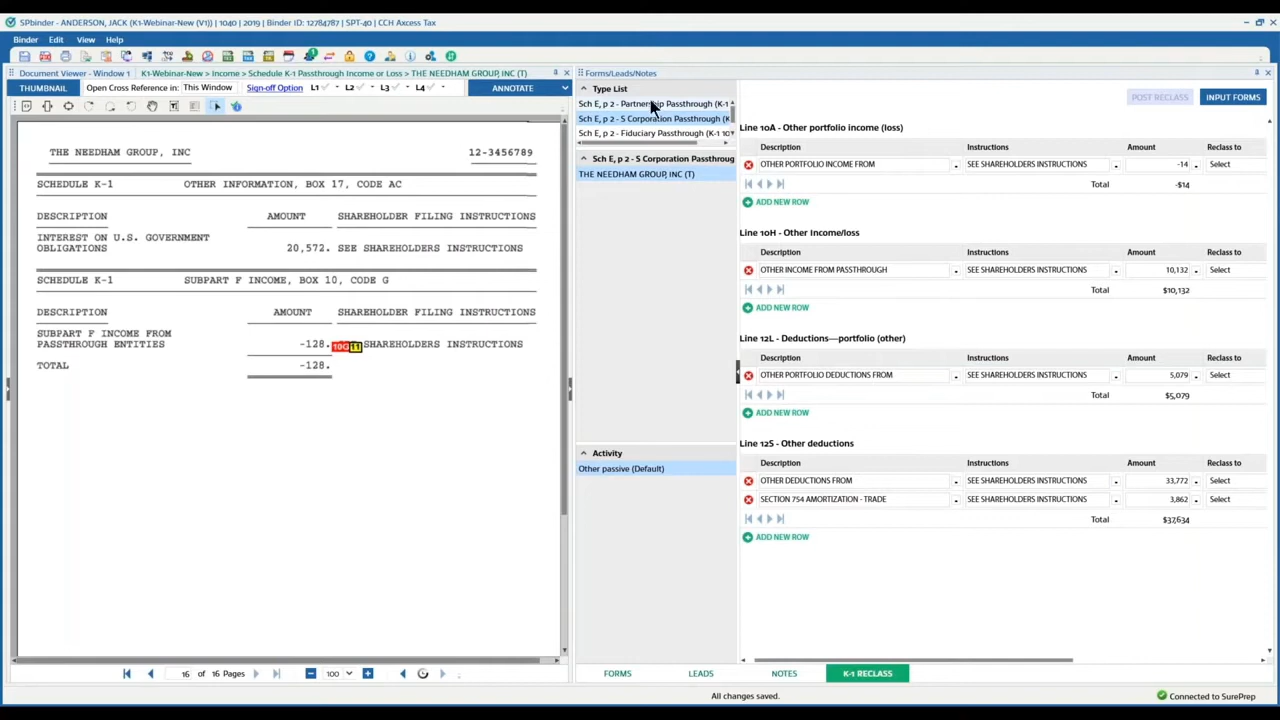 SPbinder - ANDERSON, JACK (K1-Webinar-New (V1)) | 1040 | 2019 | Binder ID: 12784787 | SPT-40 | CCH Axcess Tax
Binder Edit View Help
Document Viewer - Window 1 K1-Webinar-New > Income > Schedule K-1 Passthrough Income or Loss > THE NEEDHAM GROUP, INC (T)
THUMBNAIL Open Cross Reference in: This Window Sign-off Option L1 L2 L3 L4 ANNOTATE
THE NEEDHAM GROUP, INC 12-3456789
SCHEDULE K-1 OTHER INFORMATION, BOX 17, CODE AC
DESCRIPTION AMOUNT SHAREHOLDER FILING INSTRUCTIONS
INTEREST ON U.S. GOVERNMENT
OBLIGATIONS 20,572. SEE SHAREHOLDERS INSTRUCTIONS
SCHEDULE K-1 SUBPART F INCOME, BOX 10, CODE G
DESCRIPTION AMOUNT SHAREHOLDER FILING INSTRUCTIONS
SUBPART F INCOME FROM
PASSTHROUGH ENTITIES -128. 10G 11 SHAREHOLDERS INSTRUCTIONS
TOTAL -128.
16 of 16 Pages 100
Forms/Leads/Notes
Type List
Sch E, p 2 - Partnership Passthrough (K-1
Sch E, p 2 - S Corporation Passthrough (K
Sch E, p 2 - Fiduciary Passthrough (K-1 10
Sch E, p 2 - S Corporation Passthroug
THE NEEDHAM GROUP, INC (T)
Activity
Other passive (Default)
POST RECLASS INPUT FORMS
Line 10A - Other portfolio income (loss)
Description Instructions Amount Reclass to
OTHER PORTFOLIO INCOME FROM SEE SHAREHOLDERS INSTRUCTIONS -14 Select
Total -$14
ADD NEW ROW
Line 10H - Other Income/loss
Description Instructions Amount Reclass to
OTHER INCOME FROM PASSTHROUGH SEE SHAREHOLDERS INSTRUCTIONS 10,132 Select
Total $10,132
ADD NEW ROW
Line 12L - Deductions—portfolio (other)
Description Instructions Amount Reclass to
OTHER PORTFOLIO DEDUCTIONS FROM SEE SHAREHOLDERS INSTRUCTIONS 5,079 Select
Total $5,079
ADD NEW ROW
Line 12S - Other deductions
Description Instructions Amount Reclass to
OTHER DEDUCTIONS FROM SEE SHAREHOLDERS INSTRUCTIONS 33,772 Select
SECTION 754 AMORTIZATION - TRADE SEE SHAREHOLDERS INSTRUCTIONS 3,862 Select
Total $37,634
ADD NEW ROW
FORMS LEADS NOTES K-1 RECLASS
All changes saved. Connected to SurePrep